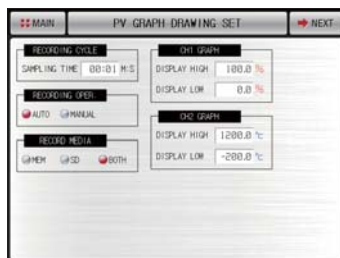 MAIN
PV GRAPH DRAWING SET
NEXT
RECORDING CYCLE
SAMPLING TIME 00:01 M:S
RECORDING OPER.
AUTO MANUAL
RECORD MEDIA
MEM SD BOTH
CH1 GRAPH
DISPLAY HIGH 100.0 %
DISPLAY LOW 0.0 %
CH2 GRAPH
DISPLAY HIGH 1200.0 ℃
DISPLAY LOW -200.0 ℃